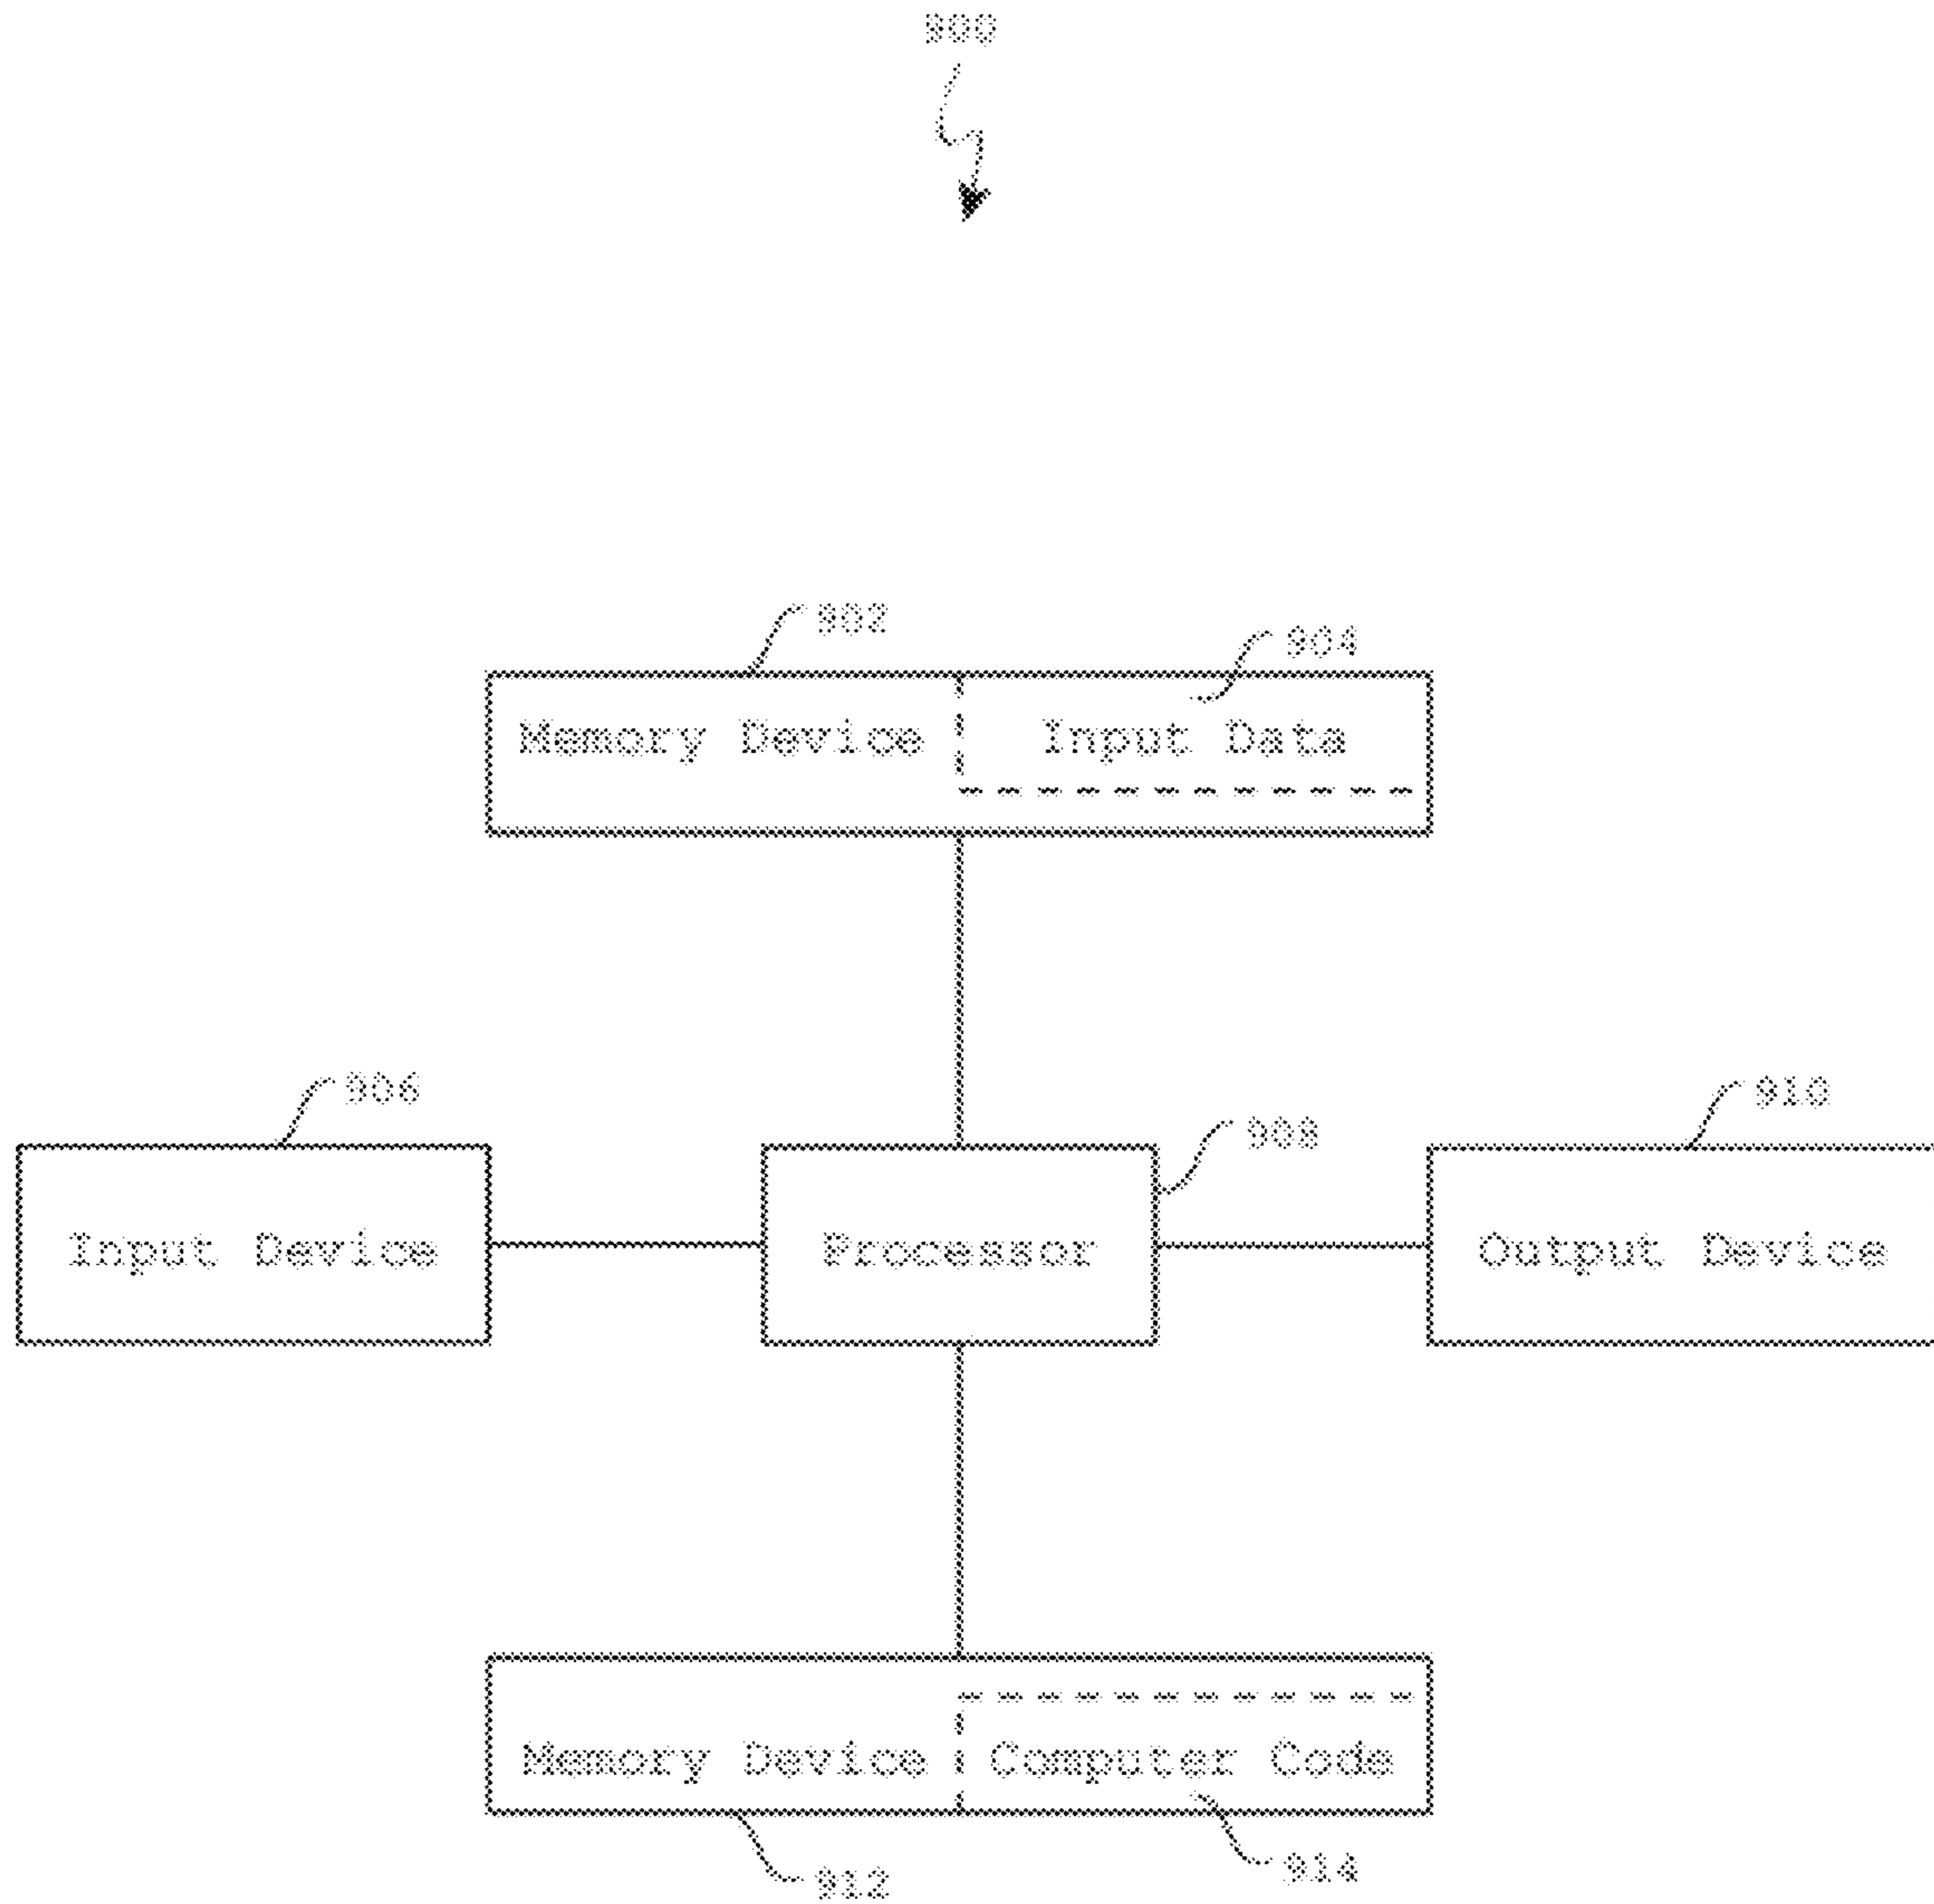 900
902
904
Memory Device
Input Data
906
908
910
Input Device
Processor
Output Device
Memory Device
Computer Code
912
914